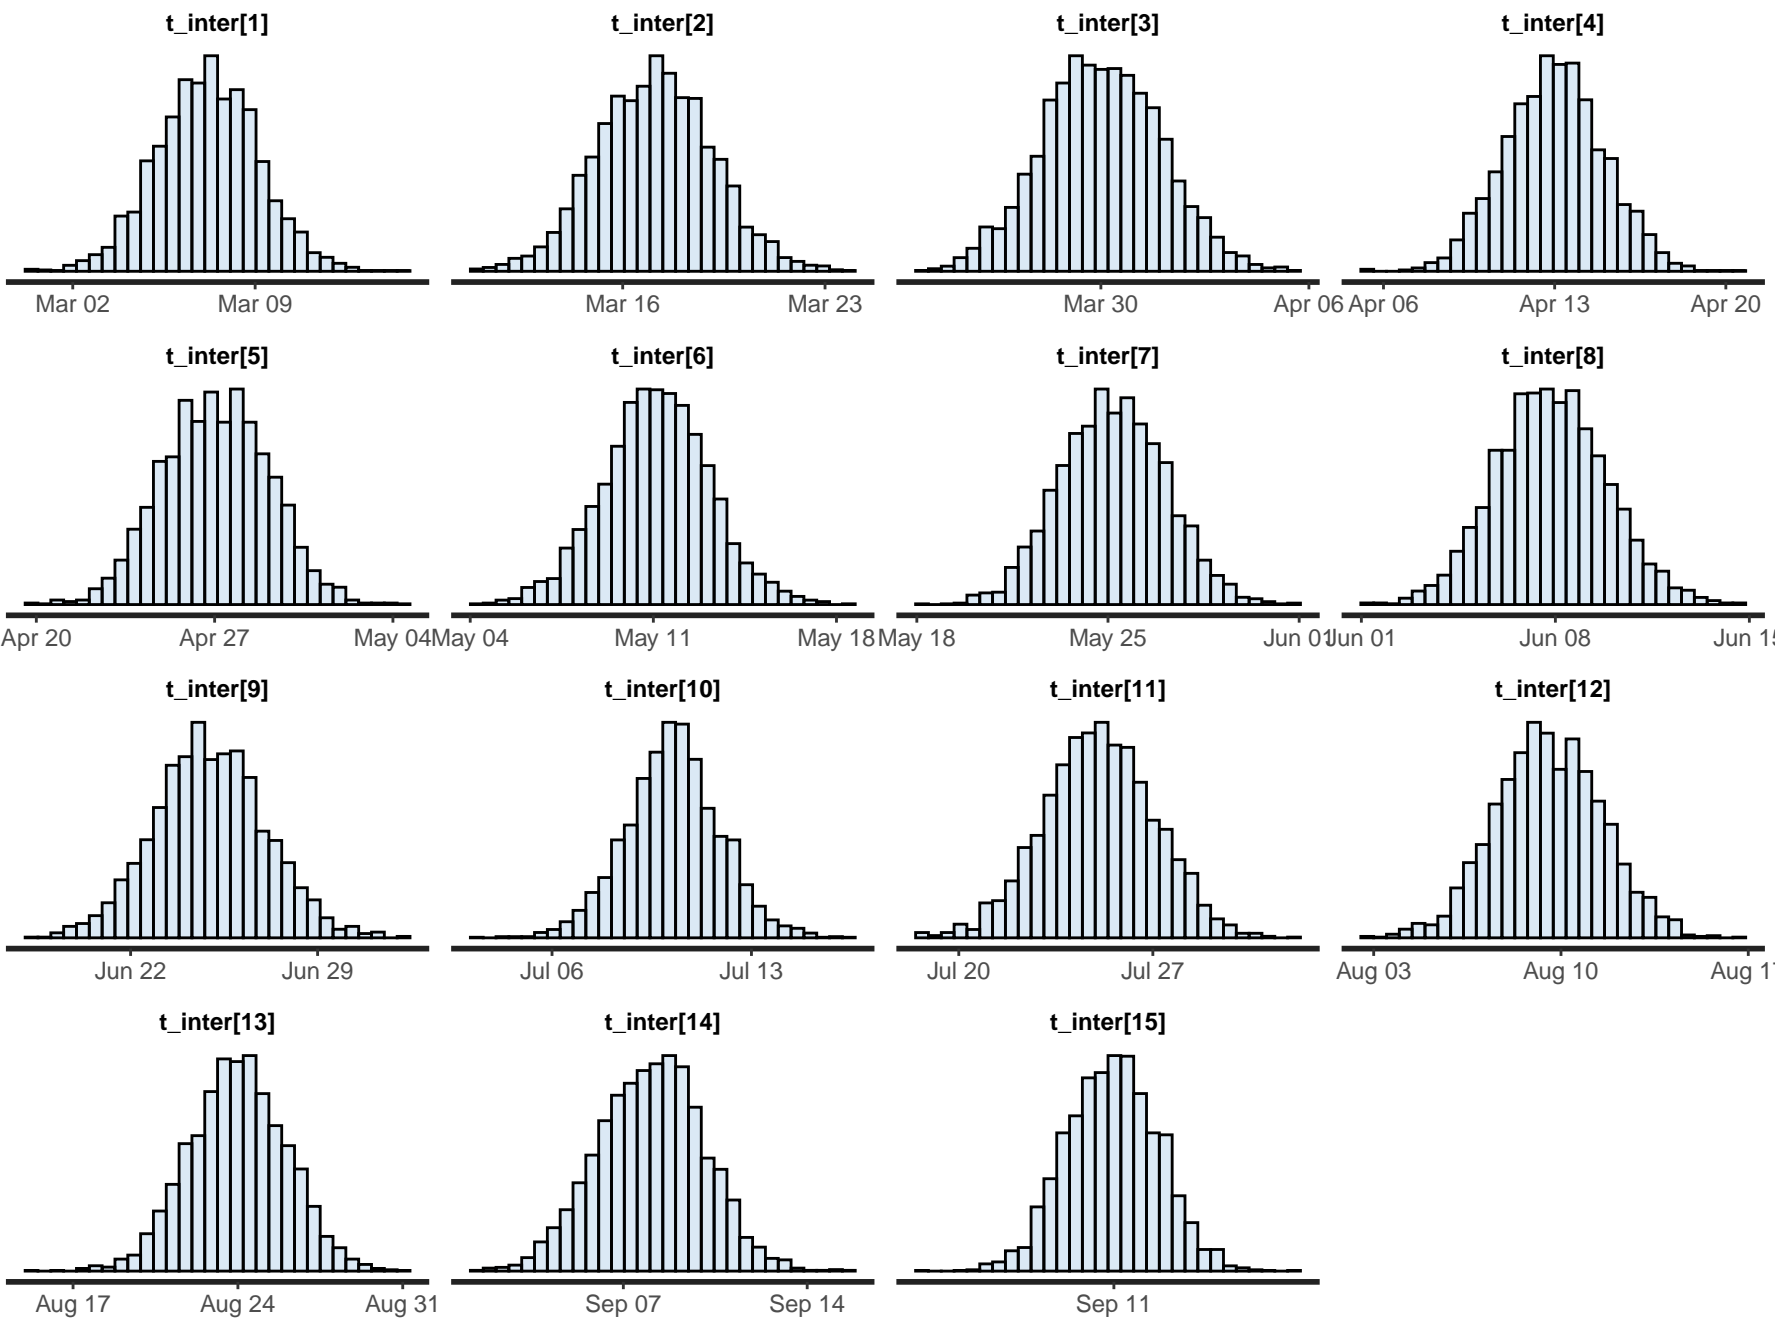 t_inter[1] t_inter[2] t_inter[3] t_inter[4]
Mar 02 Mar 09 Mar 16 Mar 23 Mar 30 Apr 06 Apr 06 Apr 13 Apr 20
t_inter[5] t_inter[6] t_inter[7] t_inter[8]
Apr 20 Apr 27 May 04 May 04 May 11 May 18 May 18 May 25 Jun 01 Jun 01 Jun 08 Jun 15
t_inter[9] t_inter[10] t_inter[11] t_inter[12]
Jun 22 Jun 29 Jul 06 Jul 13 Jul 20 Jul 27 Aug 03 Aug 10 Aug 17
t_inter[13] t_inter[14] t_inter[15]
Aug 17 Aug 24 Aug 31 Sep 07 Sep 14 Sep 11